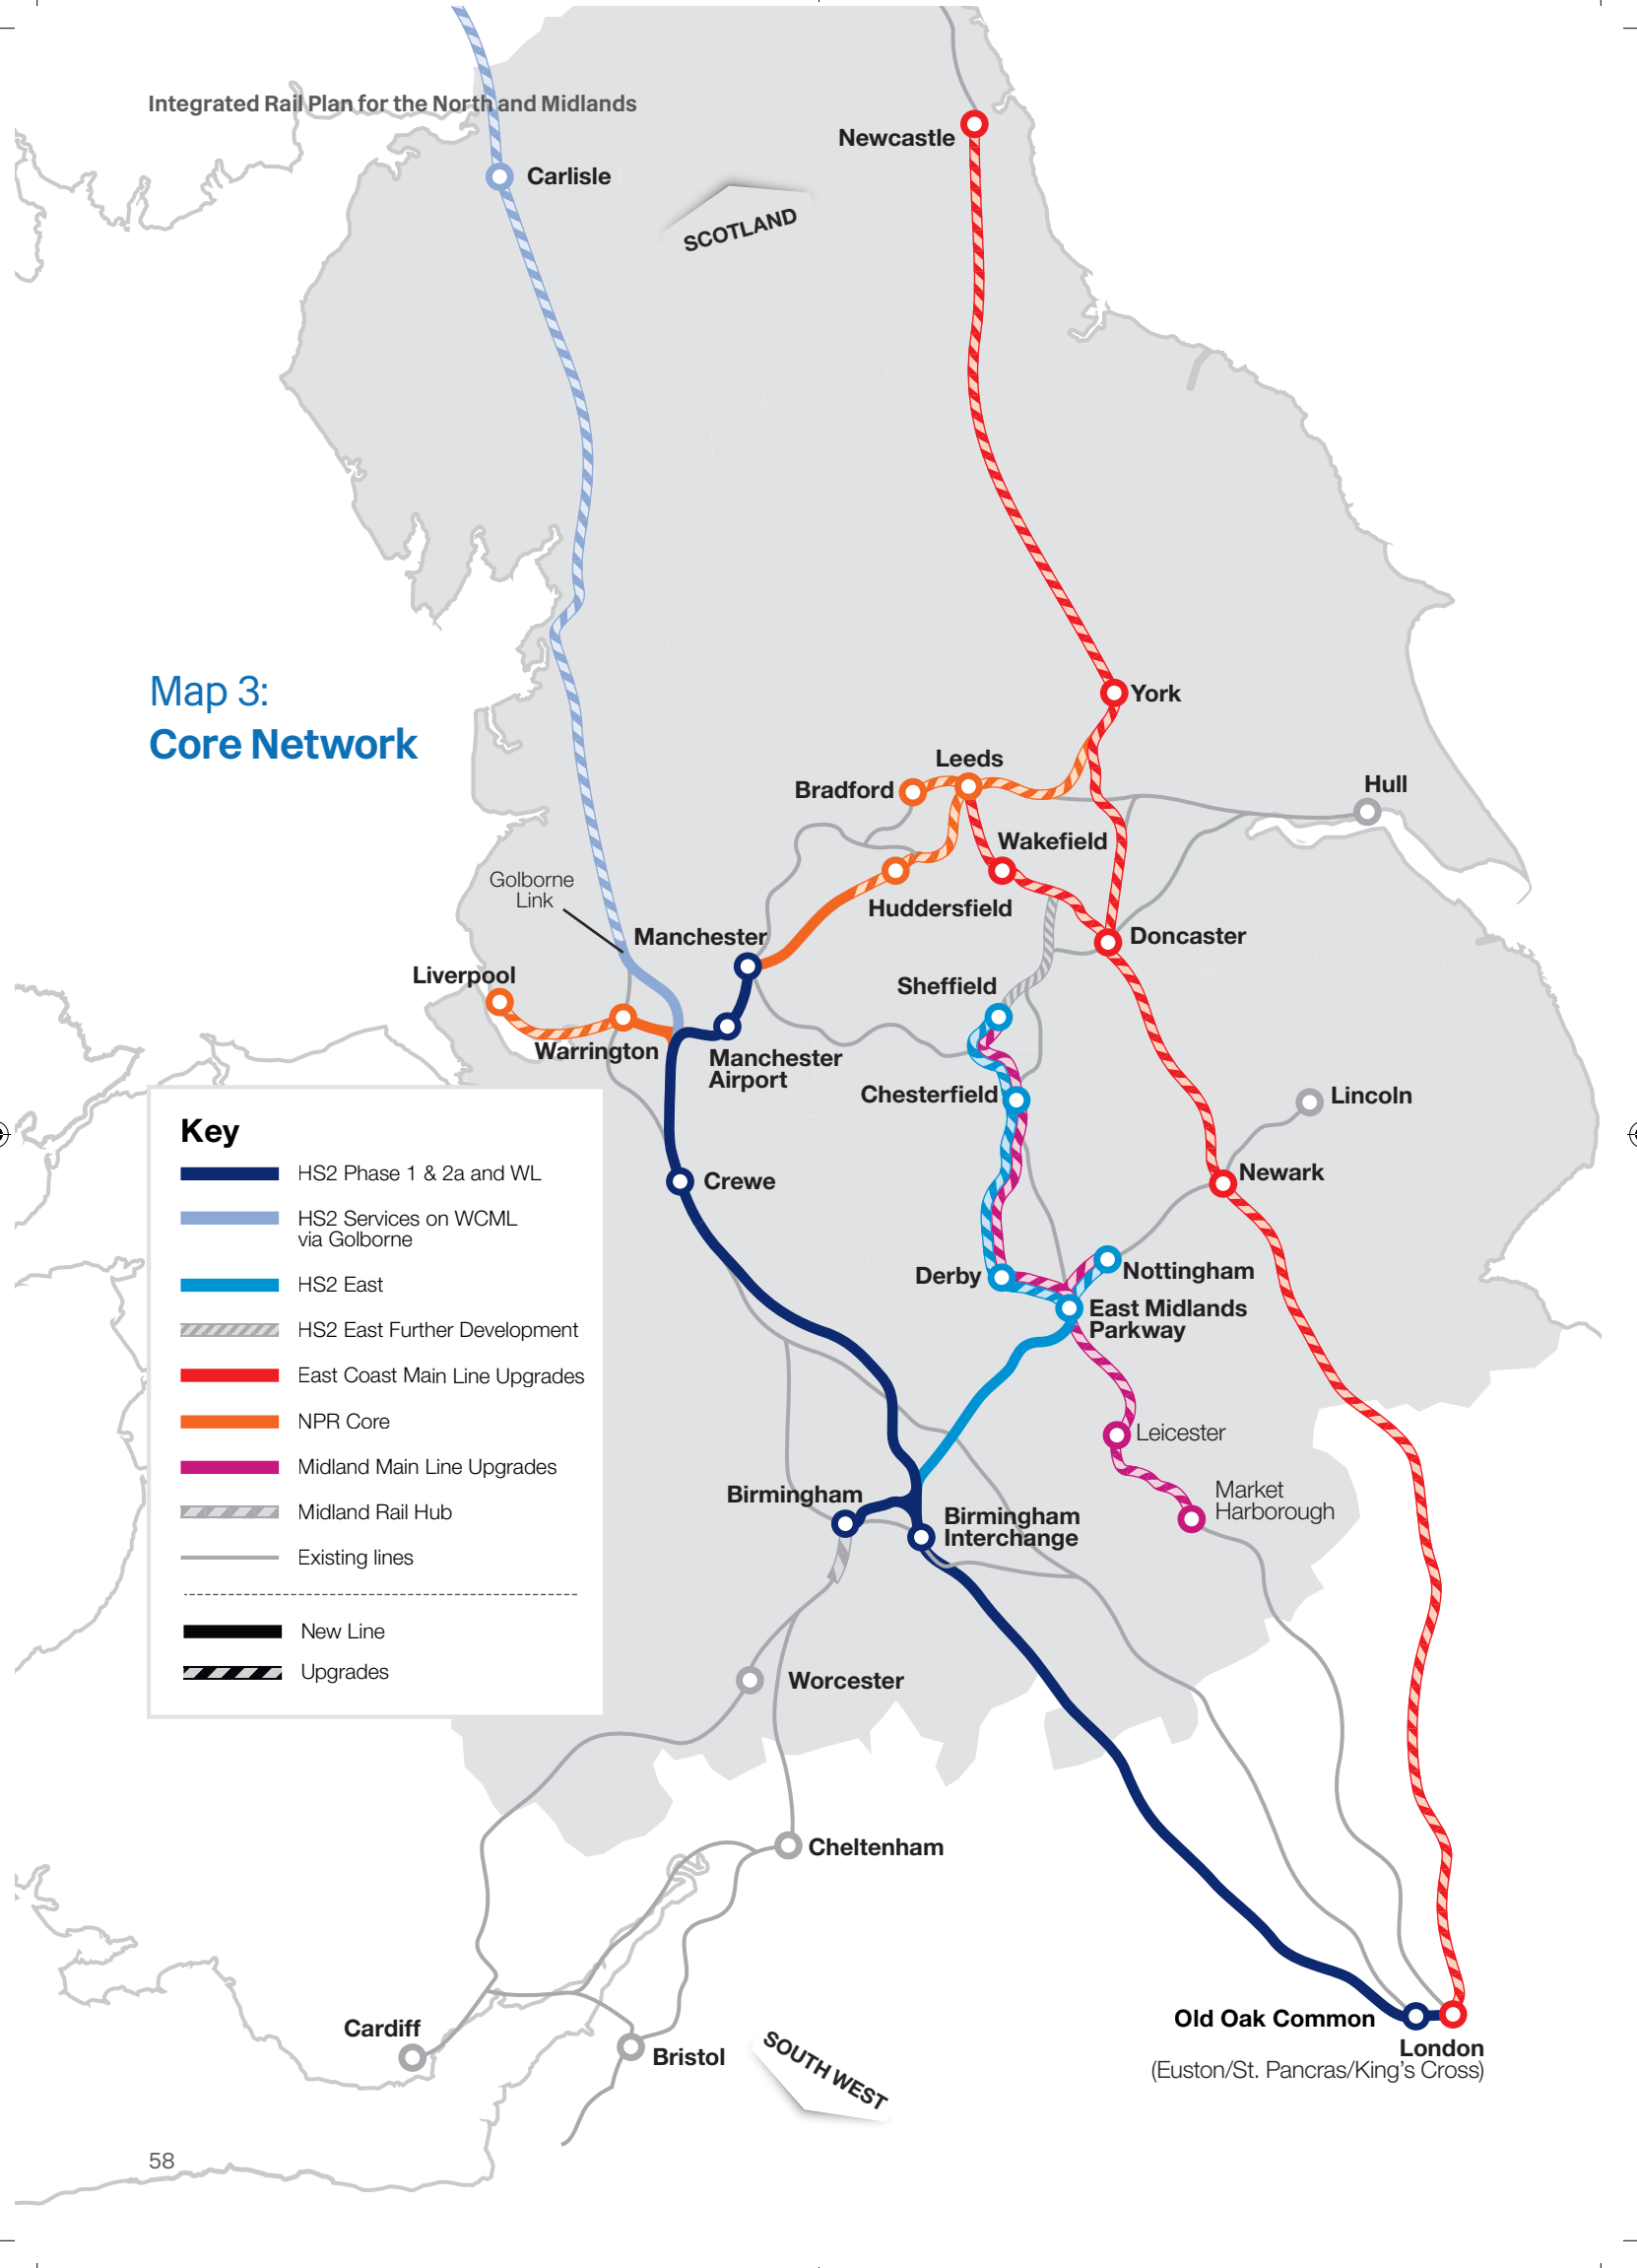 Integrated Rail Plan for the North and Midlands
Newcastle
Carlisle
SCOTLAND
Map 3:
Core Network
York
Leeds
Bradford
Hull
Wakefield
Golborne
Link
Huddersfield
Manchester
Doncaster
Liverpool
Sheffield
Warrington
Manchester
Airport
Chesterfield
Lincoln
Key
HS2 Phase 1 & 2a and WL
HS2 Services on WCML
via Golborne
HS2 East
HS2 East Further Development
East Coast Main Line Upgrades
NPR Core
Midland Main Line Upgrades
Midland Rail Hub
Existing lines
New Line
Upgrades
Crewe
Newark
Derby
Nottingham
East Midlands
Parkway
Leicester
Market
Harborough
Birmingham
Birmingham
Interchange
Worcester
Cheltenham
Cardiff
Bristol
SOUTH WEST
Old Oak Common
London
(Euston/St. Pancras/King's Cross)
58